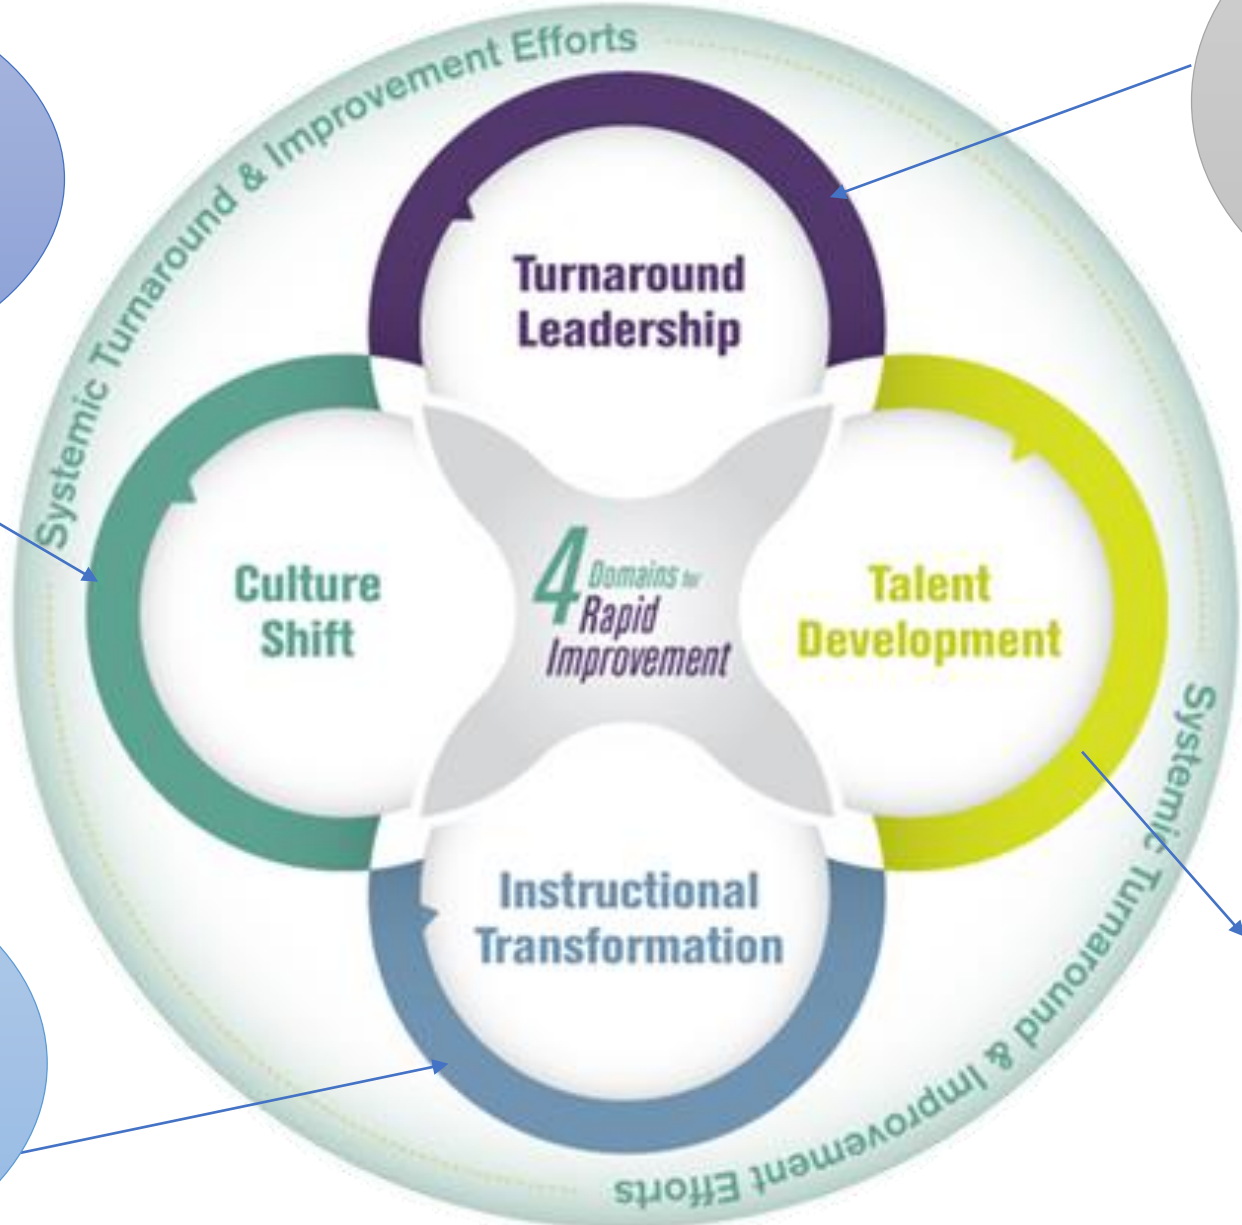 Systemic Turnaround & Improvement Efforts
Turnaround
Leadership
Culture
Shift
4 Domains for
Rapid
Improvement
Talent
Development
Instructional
Transformation
Systemic Turnaround & Improvement Efforts